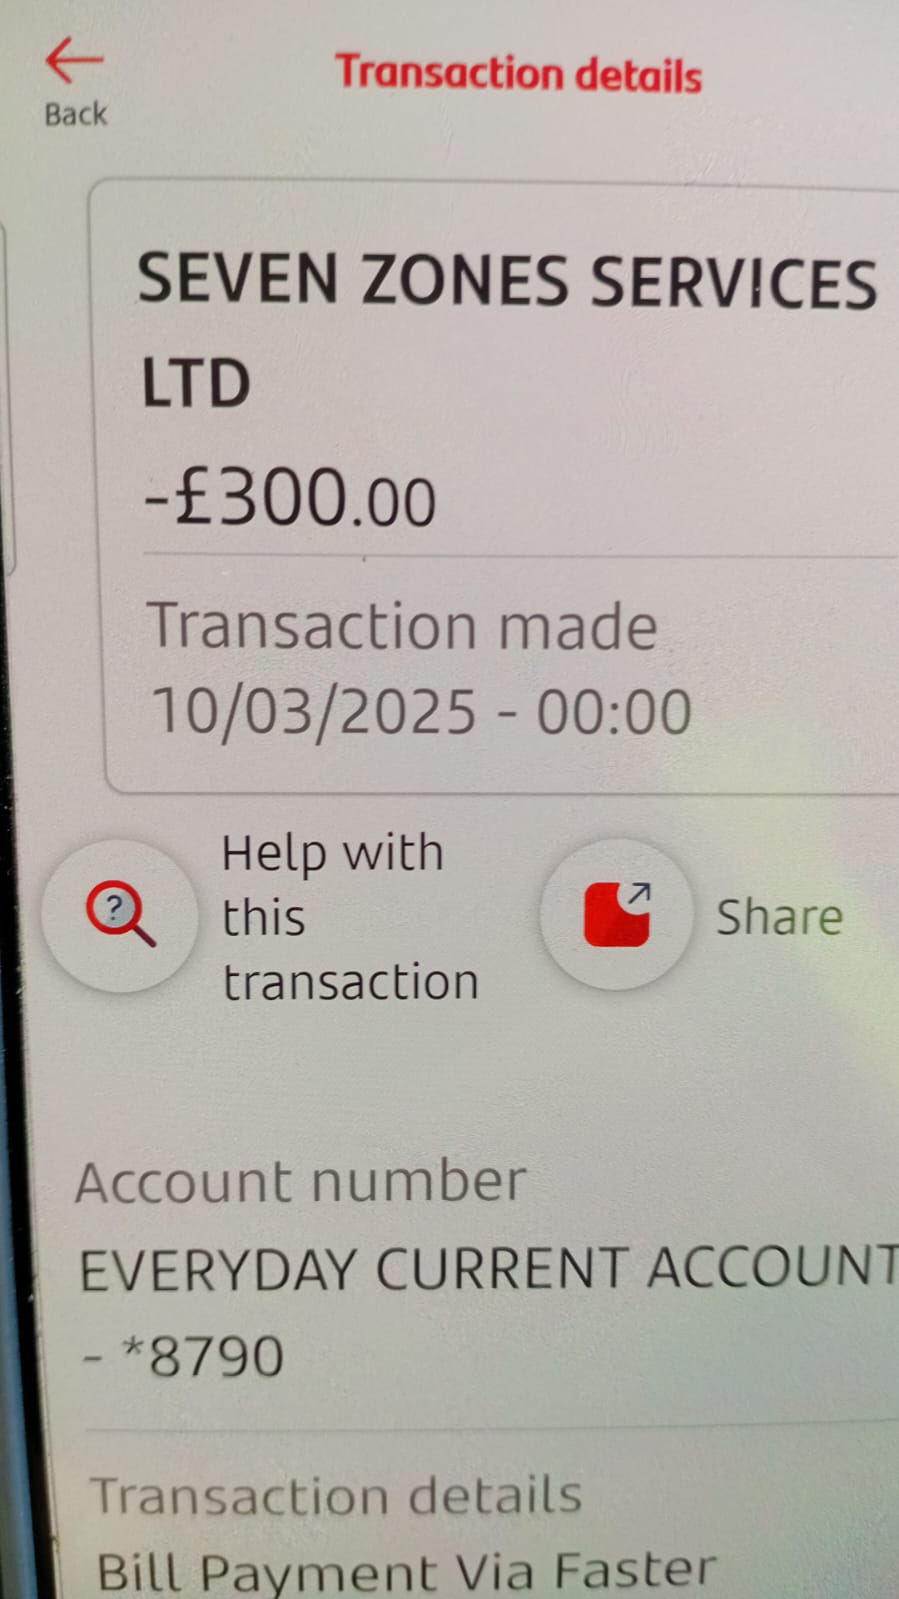 Back
Transaction details
SEVEN ZONES SERVICES
LTD
-£300.00
Transaction made
10/03/2025 - 00:00
Help with
this
transaction
?
Share
Account number
EVERYDAY CURRENT ACCOUNT
- *8790
Transaction details
Bill Payment Via Faster